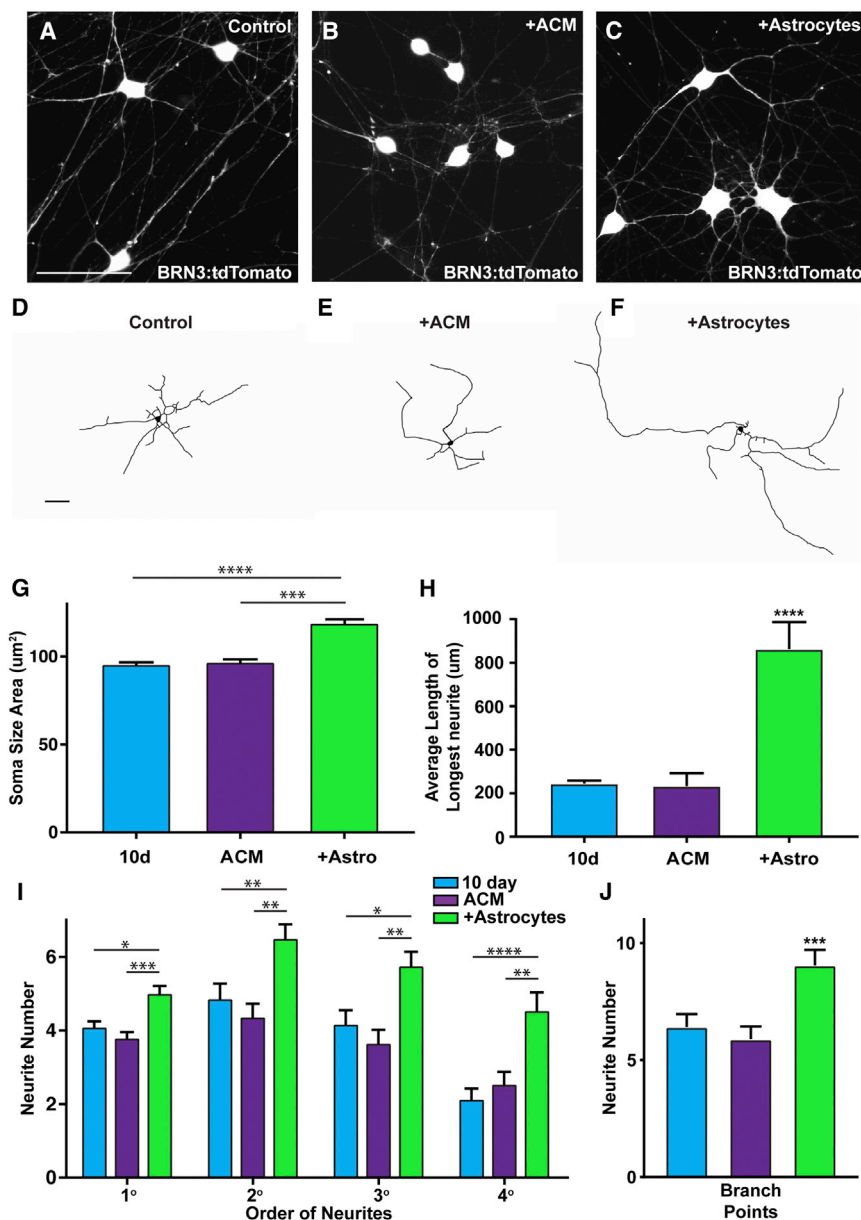 A
Control
BRN3:tdTomato
B
+ACM
BRN3:tdTomato
C
+Astrocytes
BRN3:tdTomato
D
Control
E
+ACM
F
+Astrocytes
G
****
***
Soma Size Area (um²)
100
50
0
10d
ACM
+Astro
H
****
Average Length of
Longest neurite (um)
1000
800
600
400
200
0
10d
ACM
+Astro
I
10 day
ACM
+Astrocytes
*
***
**
**
*
**
****
**
Neurite Number
6
4
2
0
1°
2°
3°
4°
Order of Neurites
J
***
Neurite Number
10
5
0
Branch
Points